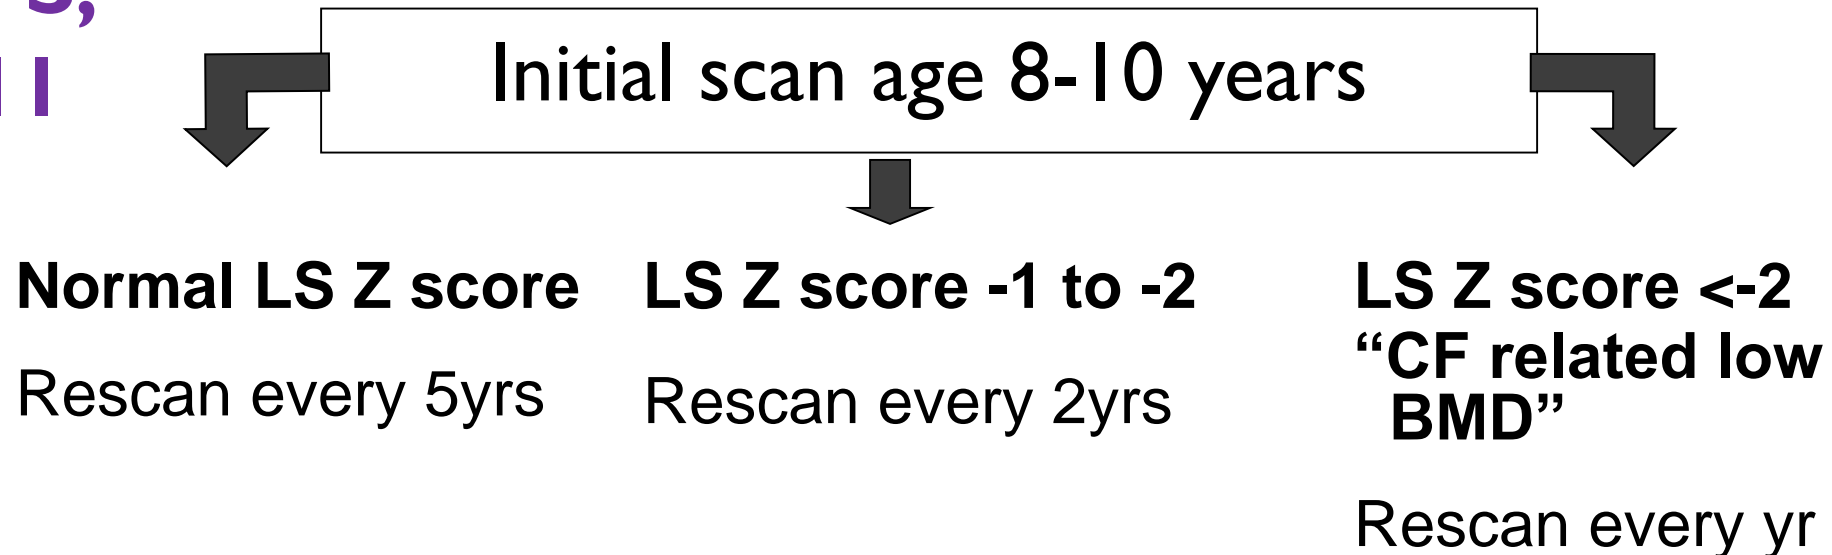 Initial scan age 8-10 years
Normal LS Z score
Rescan every 5yrs
LS Z score -1 to -2
Rescan every 2yrs
LS Z score <-2
“CF related low
BMD”
Rescan every yr